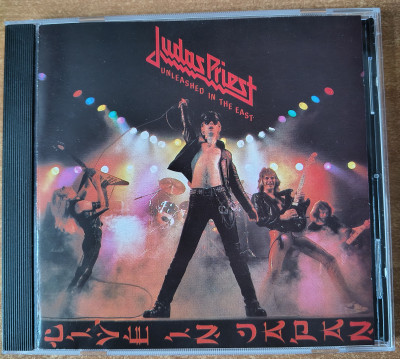 Judas Priest
UNLEASHED IN THE EAST
LIVE IN JAPAN